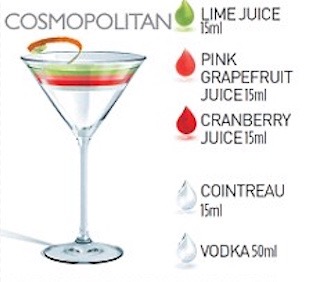 COSMOPOLITAN
LIME JUICE
15ml
PINK
GRAPEFRUIT
JUICE 15ml
CRANBERRY
JUICE 15ml
COINTREAU
15ml
VODKA 50ml